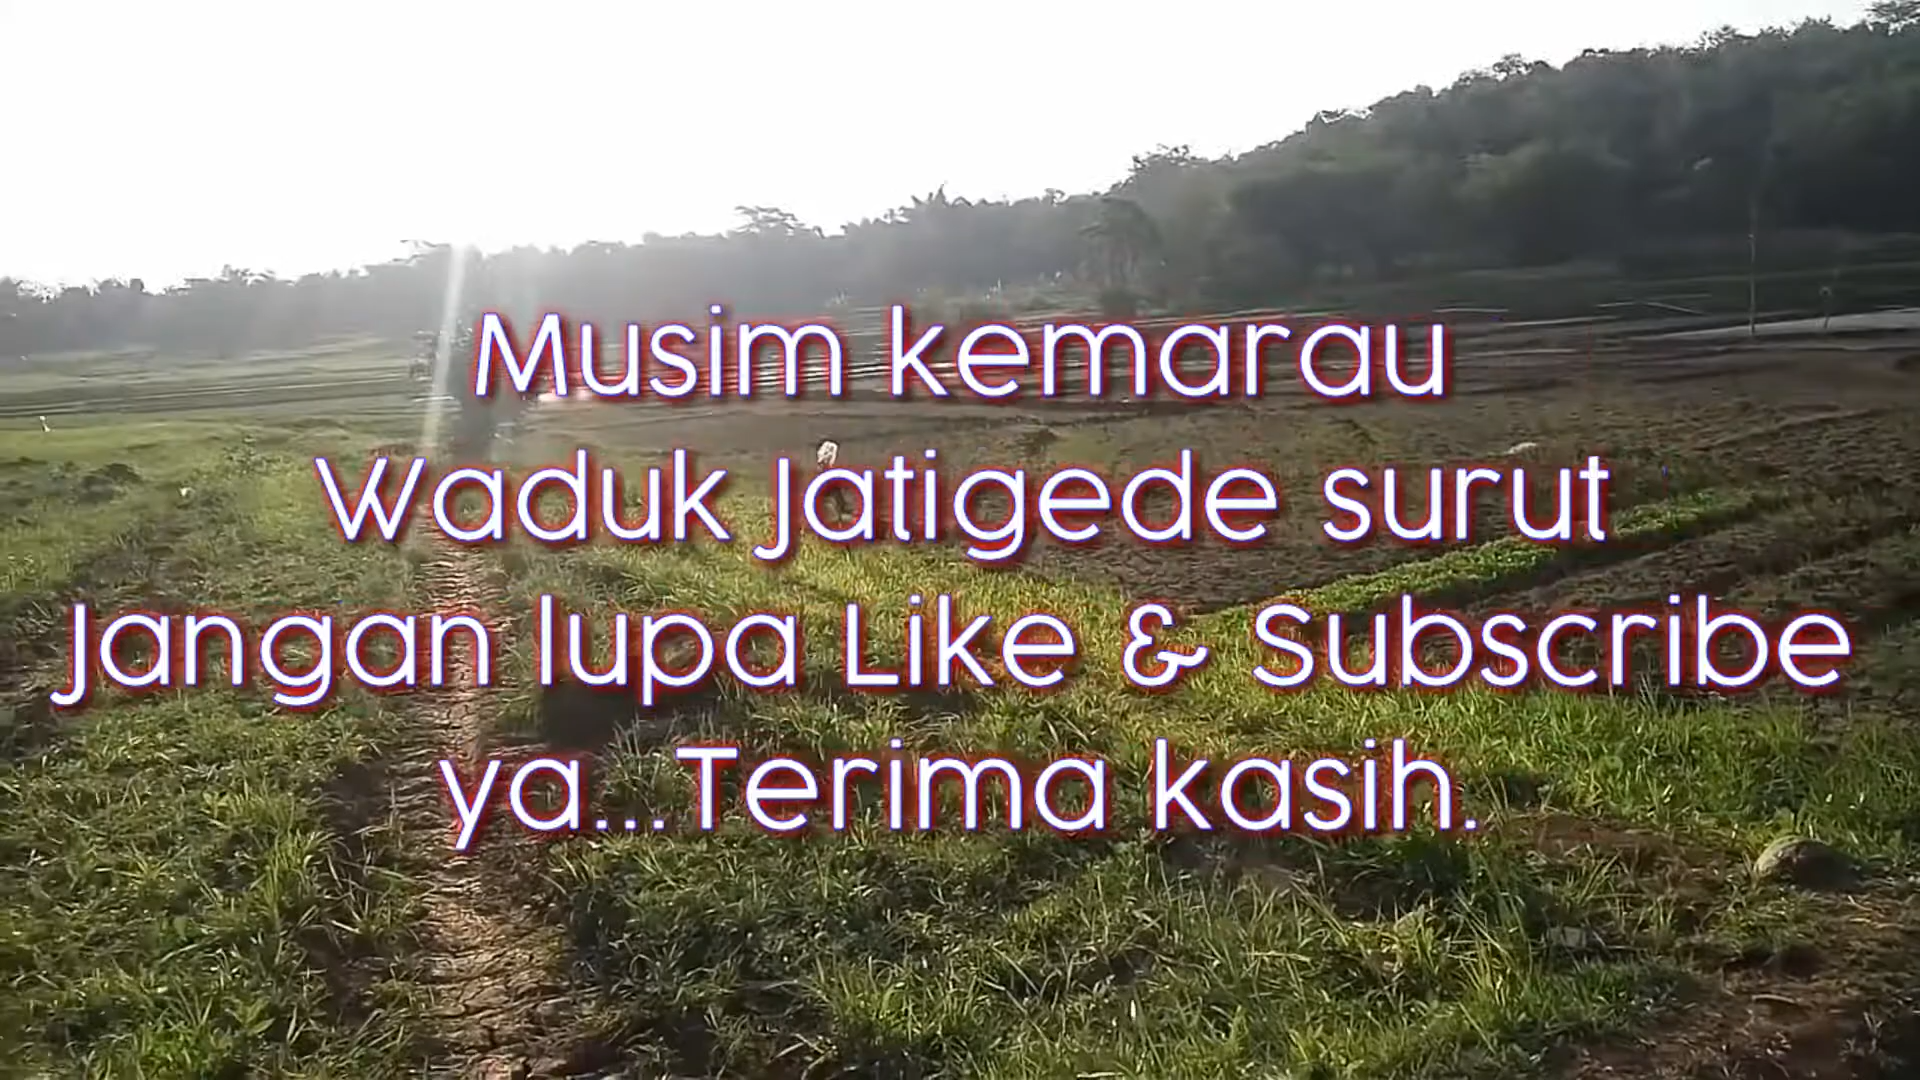 Musim kemarau
Waduk Jatigede surut
Jangan lupa Like & Subscribe
ya...Terima kasih.